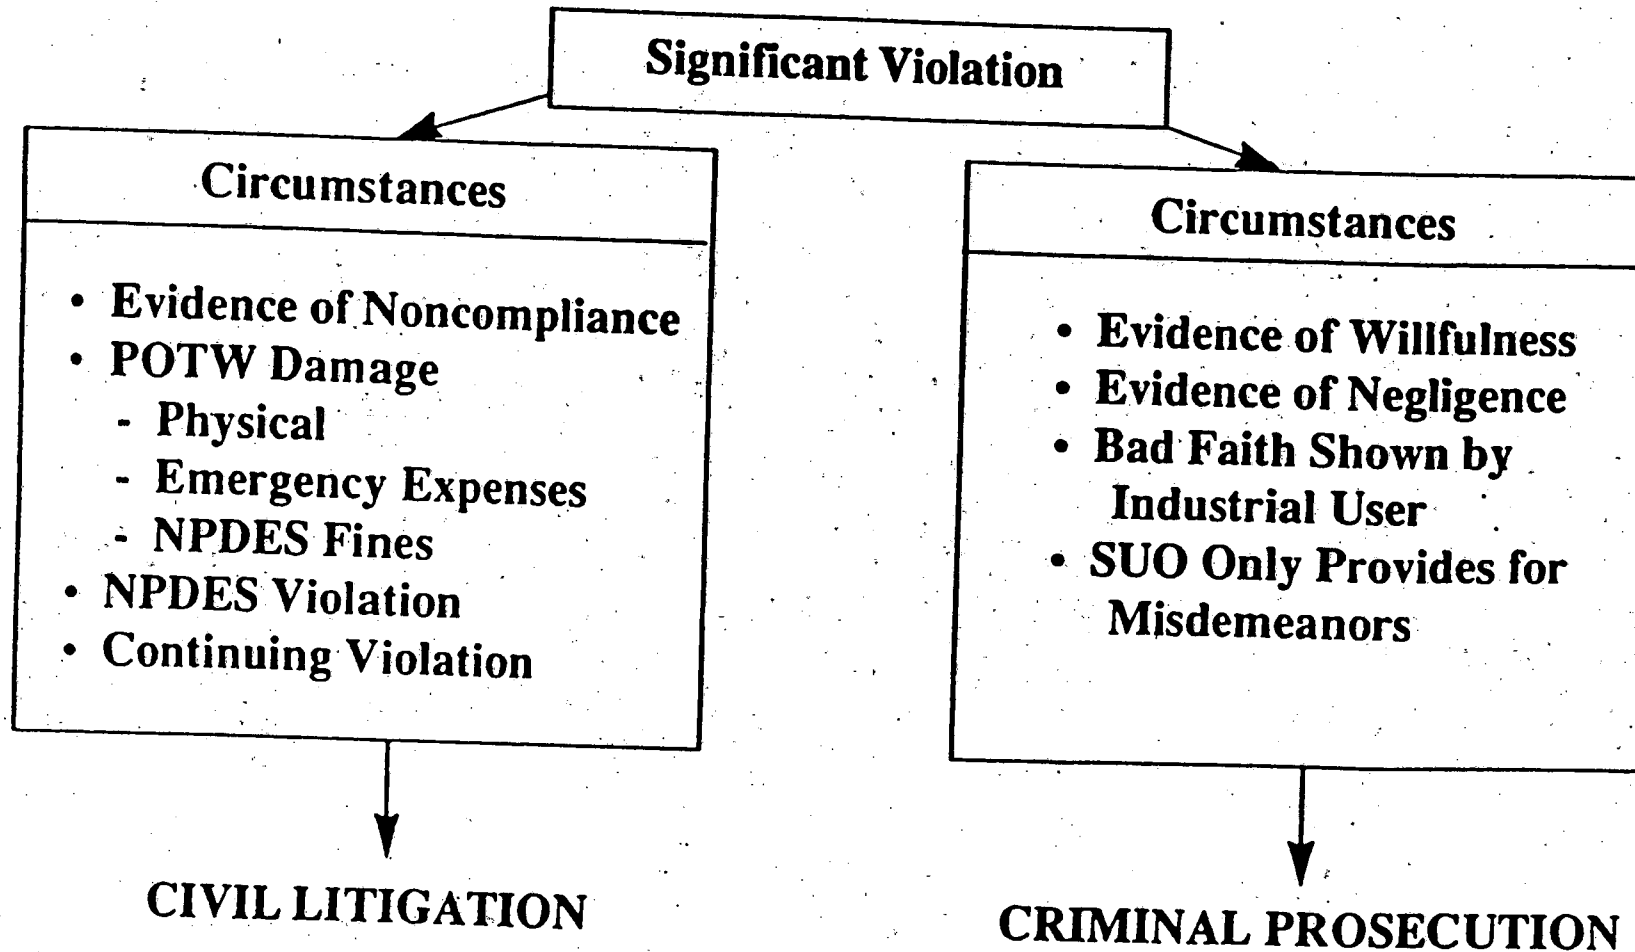 Significant Violation
Circumstances
• Evidence of Noncompliance
• POTW Damage
- Physical
- Emergency Expenses
- NPDES Fines
• NPDES Violation
• Continuing Violation
CIVIL LITIGATION
Circumstances
• Evidence of Willfulness
• Evidence of Negligence
• Bad Faith Shown by
Industrial User
• SUO Only Provides for
Misdemeanors
CRIMINAL PROSECUTION